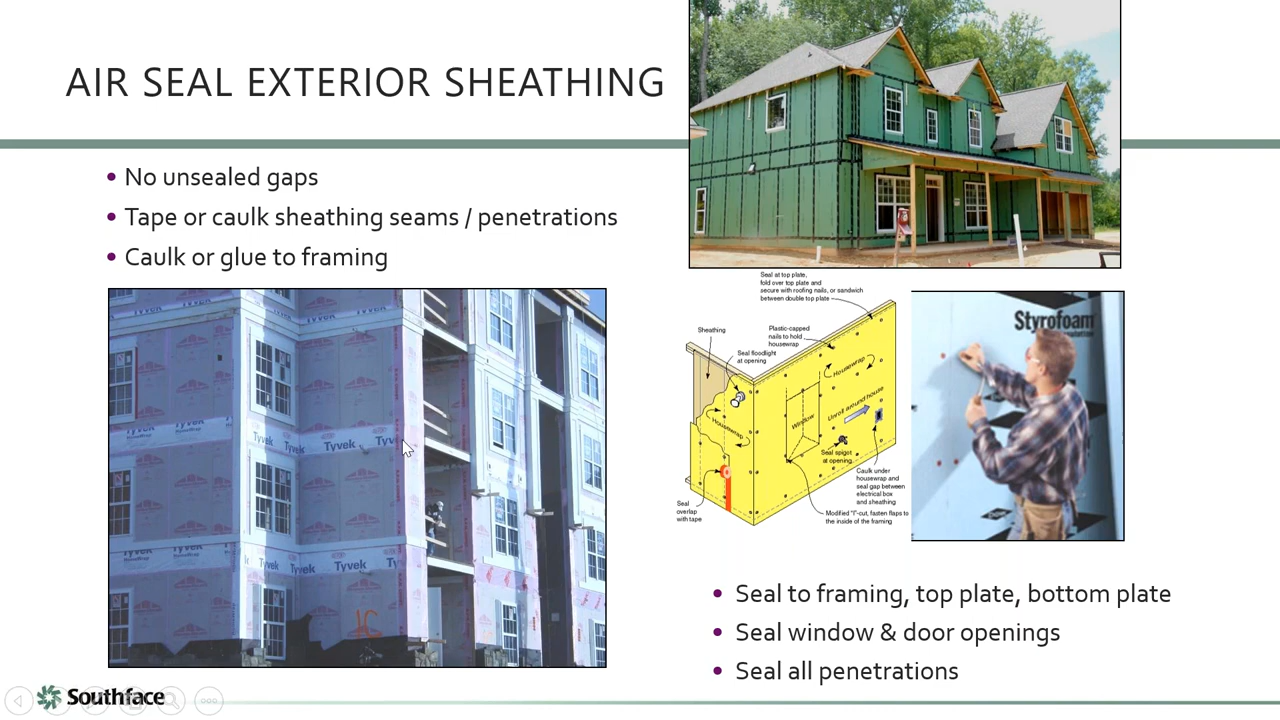 AIR SEAL EXTERIOR SHEATHING
• No unsealed gaps
• Tape or caulk sheathing seams / penetrations
• Caulk or glue to framing
Tyvek
Tyvek
Tyvek
Tyvek
Tyvek
Tyvek
Seal at top plate,
fold over top plate and
secure with roofing nails, or sandwich
between double top plate
Sheathing
Plastic-capped
nails to hold
housewrap
Seal floodlight
at opening
Housewrap
Housewrap
Window
Unroll around house
Seal spigot
at opening
Caulk under
housewrap and
seal gap between
electrical box
and sheathing
Seal
overlap
with tape
Modified "I"-cut, fasten flaps to
the inside of the framing
Styrofoam
• Seal to framing, top plate, bottom plate
• Seal window & door openings
• Seal all penetrations
Southface